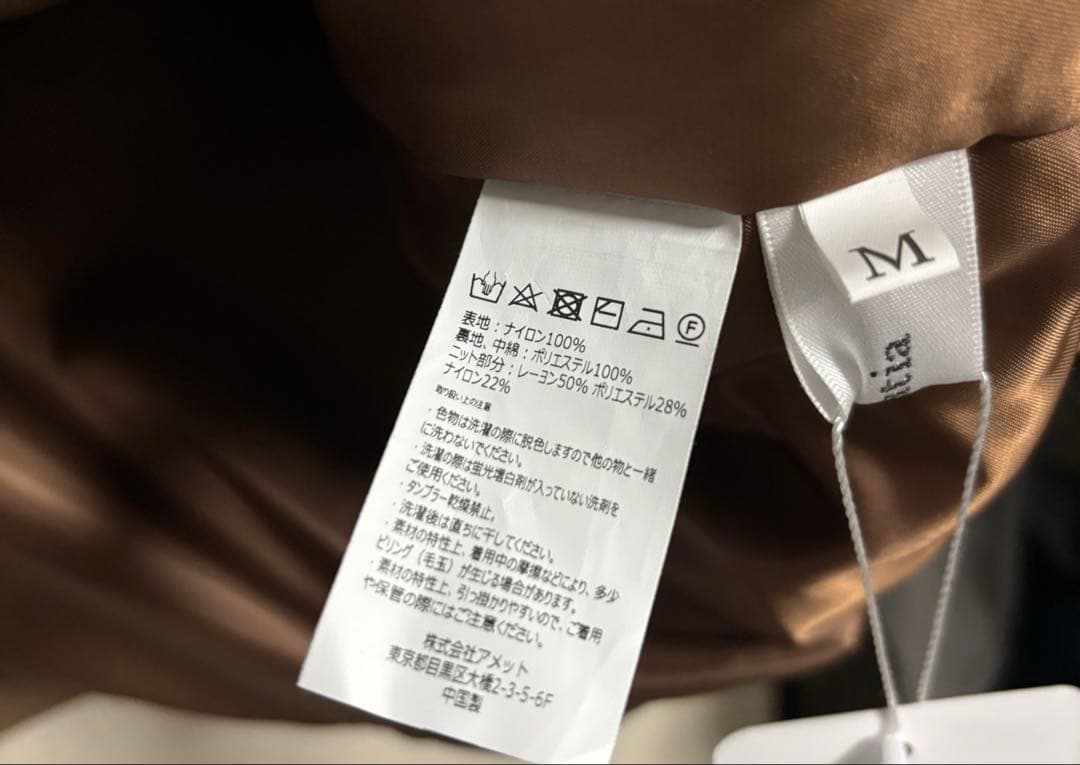 F
表地：ナイロン100%
裏地、中綿：ポリエステル100%
ニット部分：レーヨン50% ポリエステル28%
ナイロン22%
取り扱い上の注意
・色物は洗濯の際に脱色しますので他の物と一緒
に洗わないでください。
・洗濯の際は蛍光増白剤が入っていない洗剤を
ご使用ください。
・タンブラー乾燥禁止。
・洗濯後は直ちに干してください。
・素材の特性上、着用中の摩擦などにより、多少
ピリング（毛玉）が生じる場合があります。
・素材の特性上、引っ掛かりやすいので、ご着用
や保管の際にはご注意ください。
株式会社アメット
東京都目黒区大橋2-3-5-6F
中国製
M
tia